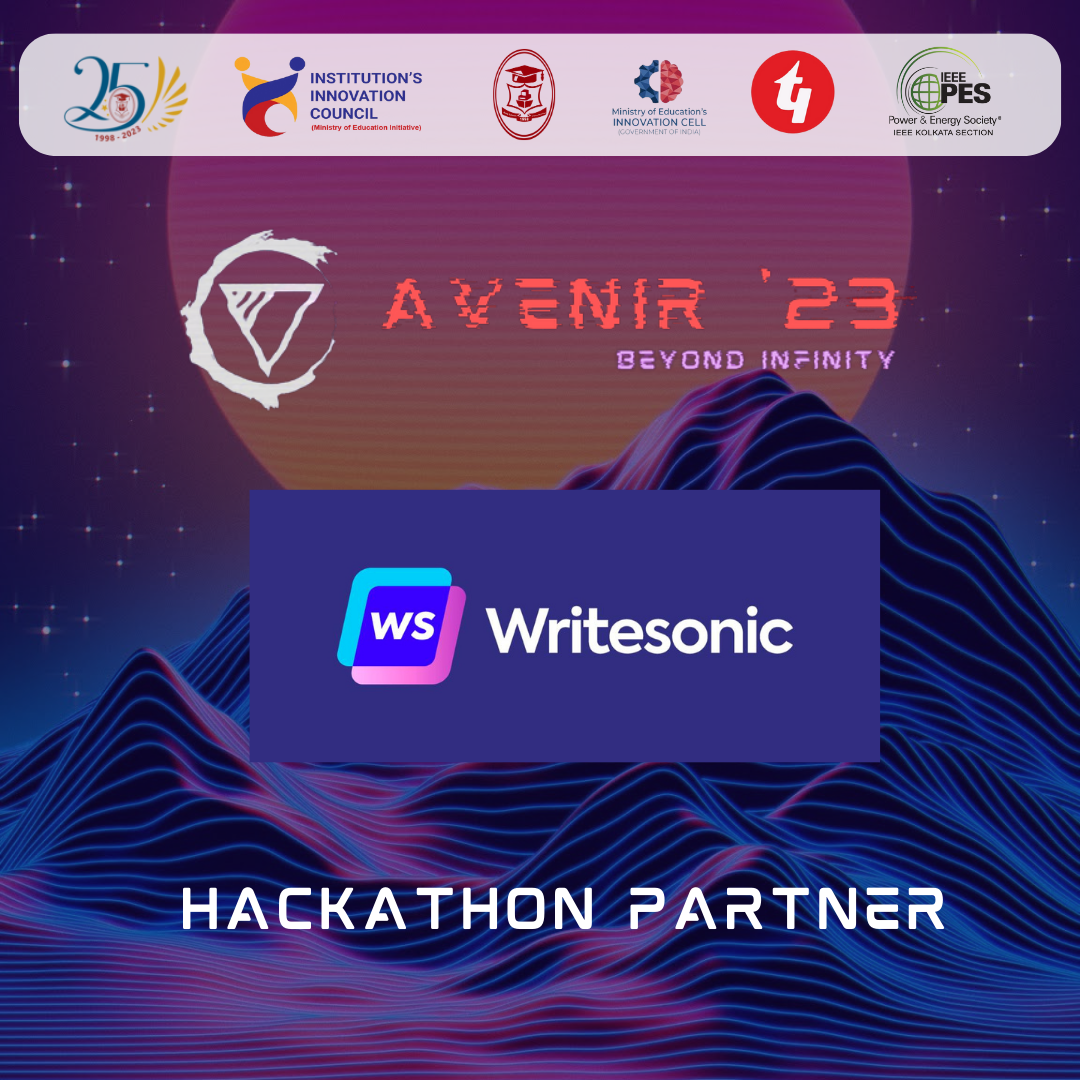 25
1998 - 2023
INSTITUTION'S
INNOVATION
COUNCIL
(Ministry of Education Initiative)
Ministry of Education's
INNOVATION CELL
(GOVERNMENT OF INDIA)
IEEE
PES
Power & Energy Society®
IEEE KOLKATA SECTION
AVENIR '23
BEYOND INFINITY
WS
Writesonic
HACKATHON PARTNER